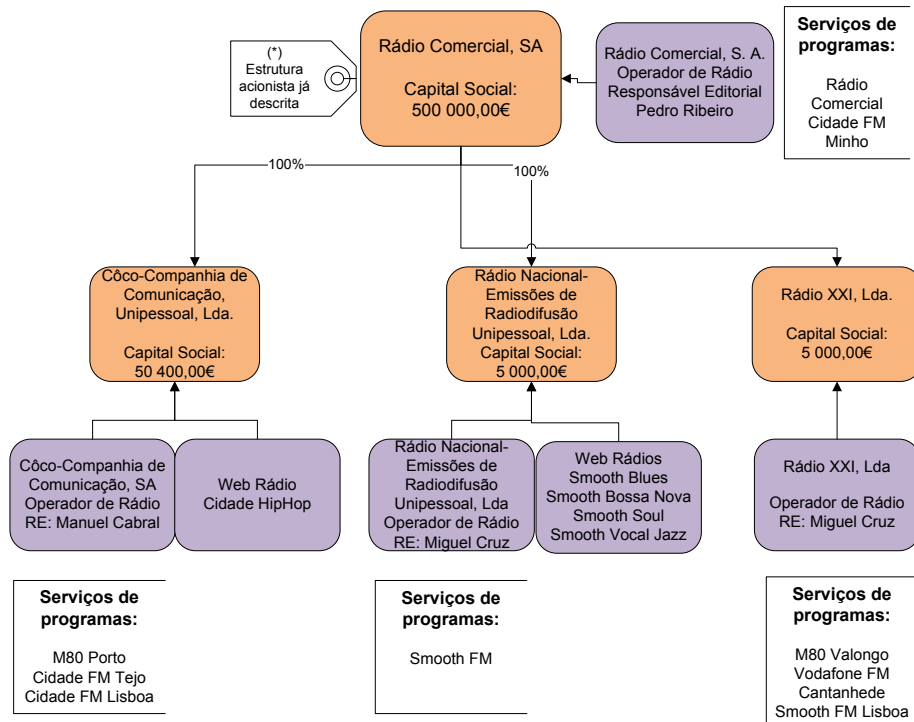 (*)
Estrutura
acionista já
descrita
Rádio Comercial, SA
Capital Social:
500 000,00€
Rádio Comercial, S. A.
Operador de Rádio
Responsável Editorial
Pedro Ribeiro
Serviços de
programas:
Rádio
Comercial
Cidade FM
Minho
100%
100%
Côco-Companhia de
Comunicação,
Unipessoal, Lda.
Capital Social:
50 400,00€
Rádio Nacional-
Emissões de
Radiodifusão
Unipessoal, Lda.
Capital Social:
5 000,00€
Rádio XXI, Lda.
Capital Social:
5 000,00€
Côco-Companhia de
Comunicação, SA
Operador de Rádio
RE: Manuel Cabral
Web Rádio
Cidade HipHop
Rádio Nacional-
Emissões de
Radiodifusão
Unipessoal, Lda
Operador de Rádio
RE: Miguel Cruz
Web Rádios
Smooth Blues
Smooth Bossa Nova
Smooth Soul
Smooth Vocal Jazz
Rádio XXI, Lda
Operador de Rádio
RE: Miguel Cruz
Serviços de
programas:
M80 Porto
Cidade FM Tejo
Cidade FM Lisboa
Serviços de
programas:
Smooth FM
Serviços de
programas:
M80 Valongo
Vodafone FM
Cantanhede
Smooth FM Lisboa